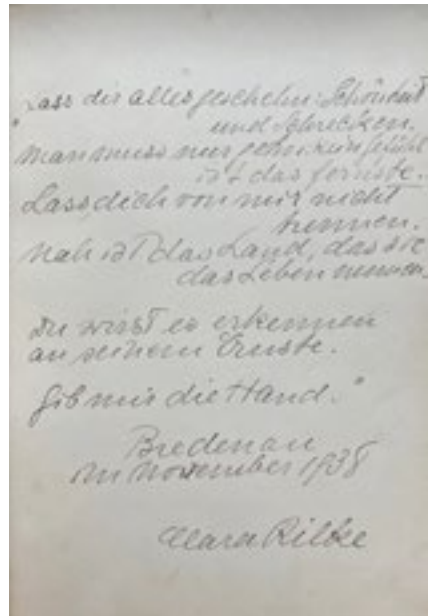 "Lass dir alles geschehn: Schönheit
und Schrecken.
Man muss nur gehn: kein Gefühl
ist das fernste.
Lass dich von mir nicht
trennen.
Nah ist das Land, das sie
das Leben nennen.
Du wirst es erkennen
an seinem Ernste.
Gib mir die Hand."
Bredenau
im November 1938
Clara Rilke